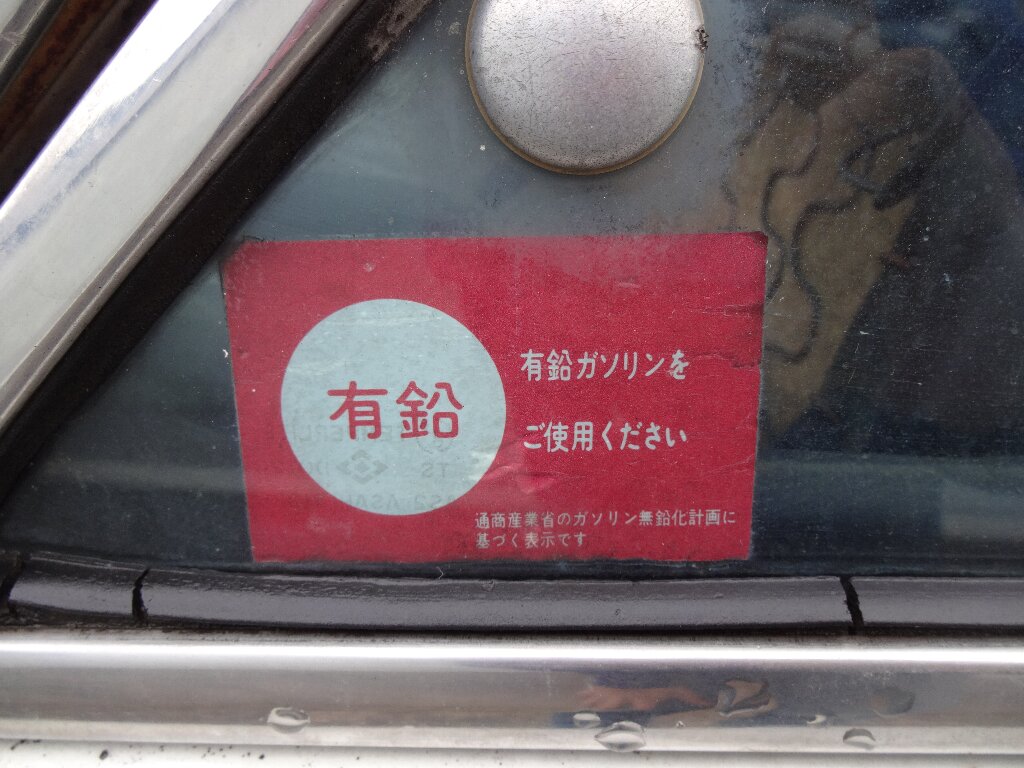 有鉛
有鉛ガソリンを
ご使用ください
通商産業省のガソリン無鉛化計画に
基づく表示です